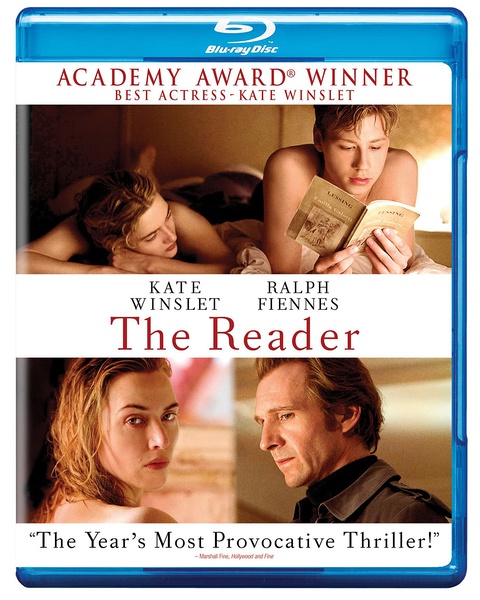 Blu-ray Disc
ACADEMY AWARD® WINNER
BEST ACTRESS - KATE WINSLET
LESSING
LESSING
KATE
WINSLET
RALPH
FIENNES
The Reader
“The Year’s Most Provocative Thriller!”
– Marshall Fine, Hollywood and Fine